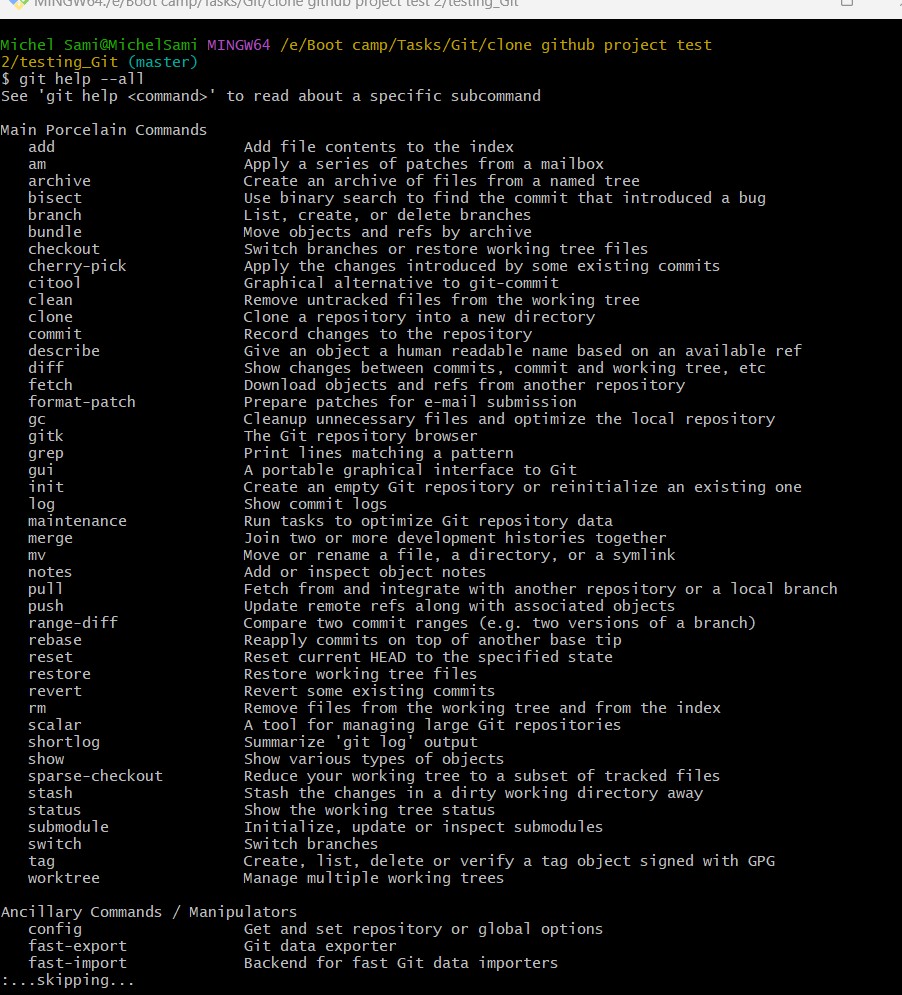 MINGW64:/e/Boot camp/Tasks/Git/clone github project test 2/testing_Git
Michel Sami@MichelSami MINGW64 /e/Boot camp/Tasks/Git/clone github project test
2/testing_Git (master)
$ git help --all
See 'git help <command>' to read about a specific subcommand
Main Porcelain Commands
add Add file contents to the index
am Apply a series of patches from a mailbox
archive Create an archive of files from a named tree
bisect Use binary search to find the commit that introduced a bug
branch List, create, or delete branches
bundle Move objects and refs by archive
checkout Switch branches or restore working tree files
cherry-pick Apply the changes introduced by some existing commits
citool Graphical alternative to git-commit
clean Remove untracked files from the working tree
clone Clone a repository into a new directory
commit Record changes to the repository
describe Give an object a human readable name based on an available ref
diff Show changes between commits, commit and working tree, etc
fetch Download objects and refs from another repository
format-patch Prepare patches for e-mail submission
gc Cleanup unnecessary files and optimize the local repository
gitk The Git repository browser
grep Print lines matching a pattern
gui A portable graphical interface to Git
init Create an empty Git repository or reinitialize an existing one
log Show commit logs
maintenance Run tasks to optimize Git repository data
merge Join two or more development histories together
mv Move or rename a file, a directory, or a symlink
notes Add or inspect object notes
pull Fetch from and integrate with another repository or a local branch
push Update remote refs along with associated objects
range-diff Compare two commit ranges (e.g. two versions of a branch)
rebase Reapply commits on top of another base tip
reset Reset current HEAD to the specified state
restore Restore working tree files
revert Revert some existing commits
rm Remove files from the working tree and from the index
scalar A tool for managing large Git repositories
shortlog Summarize 'git log' output
show Show various types of objects
sparse-checkout Reduce your working tree to a subset of tracked files
stash Stash the changes in a dirty working directory away
status Show the working tree status
submodule Initialize, update or inspect submodules
switch Switch branches
tag Create, list, delete or verify a tag object signed with GPG
worktree Manage multiple working trees
Ancillary Commands / Manipulators
config Get and set repository or global options
fast-export Git data exporter
fast-import Backend for fast Git data importers
:...skipping...